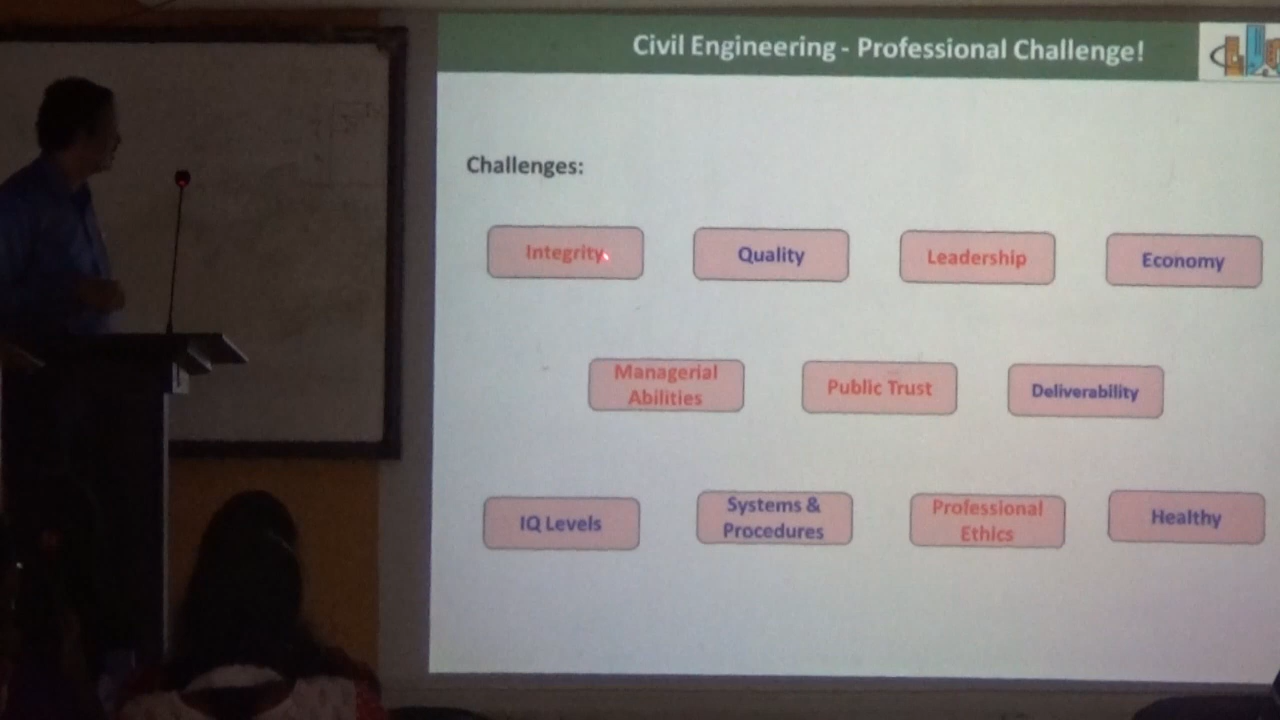 Civil Engineering - Professional Challenge!
Challenges:
Integrity
Quality
Leadership
Economy
Managerial
Abilities
Public Trust
Deliverability
IQ Levels
Systems &
Procedures
Professional
Ethics
Healthy